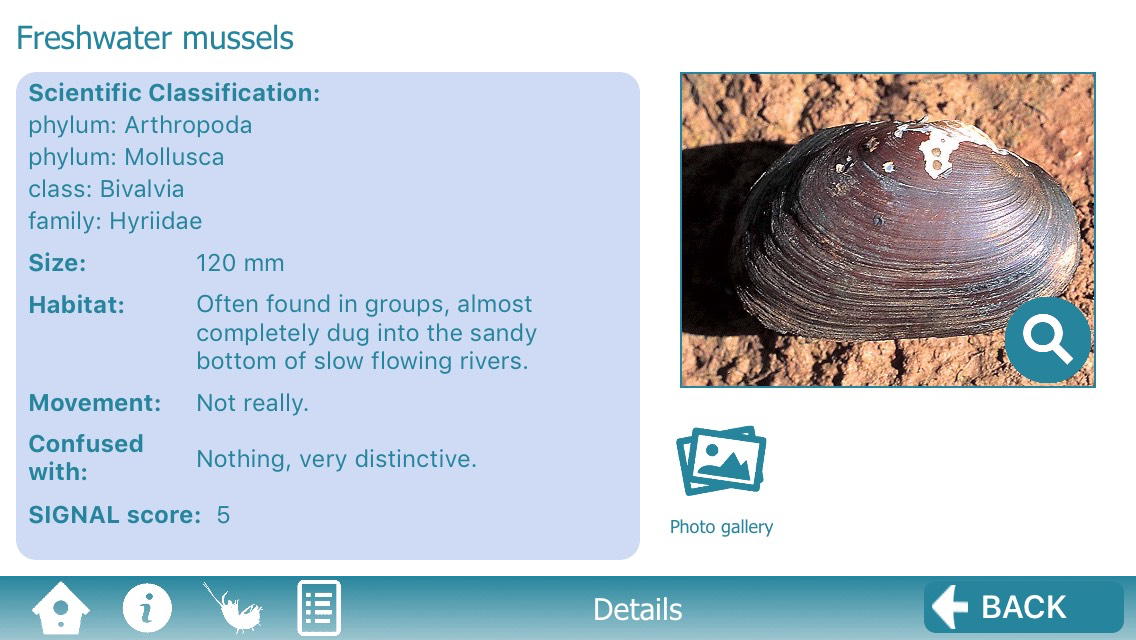 Freshwater mussels
Scientific Classification:
phylum: Arthropoda
phylum: Mollusca
class: Bivalvia
family: Hyriidae
Size: 120 mm
Habitat: Often found in groups, almost
completely dug into the sandy
bottom of slow flowing rivers.
Movement: Not really.
Confused
with: Nothing, very distinctive.
SIGNAL score: 5
Photo gallery
Details
BACK